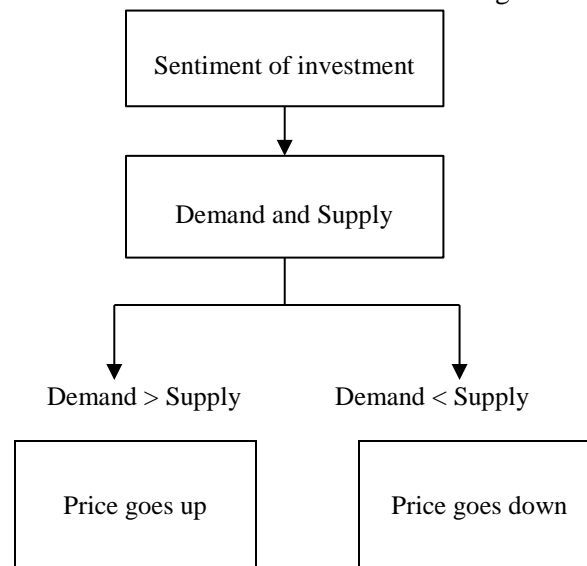 Sentiment of investment
Demand and Supply
Demand > Supply
Demand < Supply
Price goes up
Price goes down